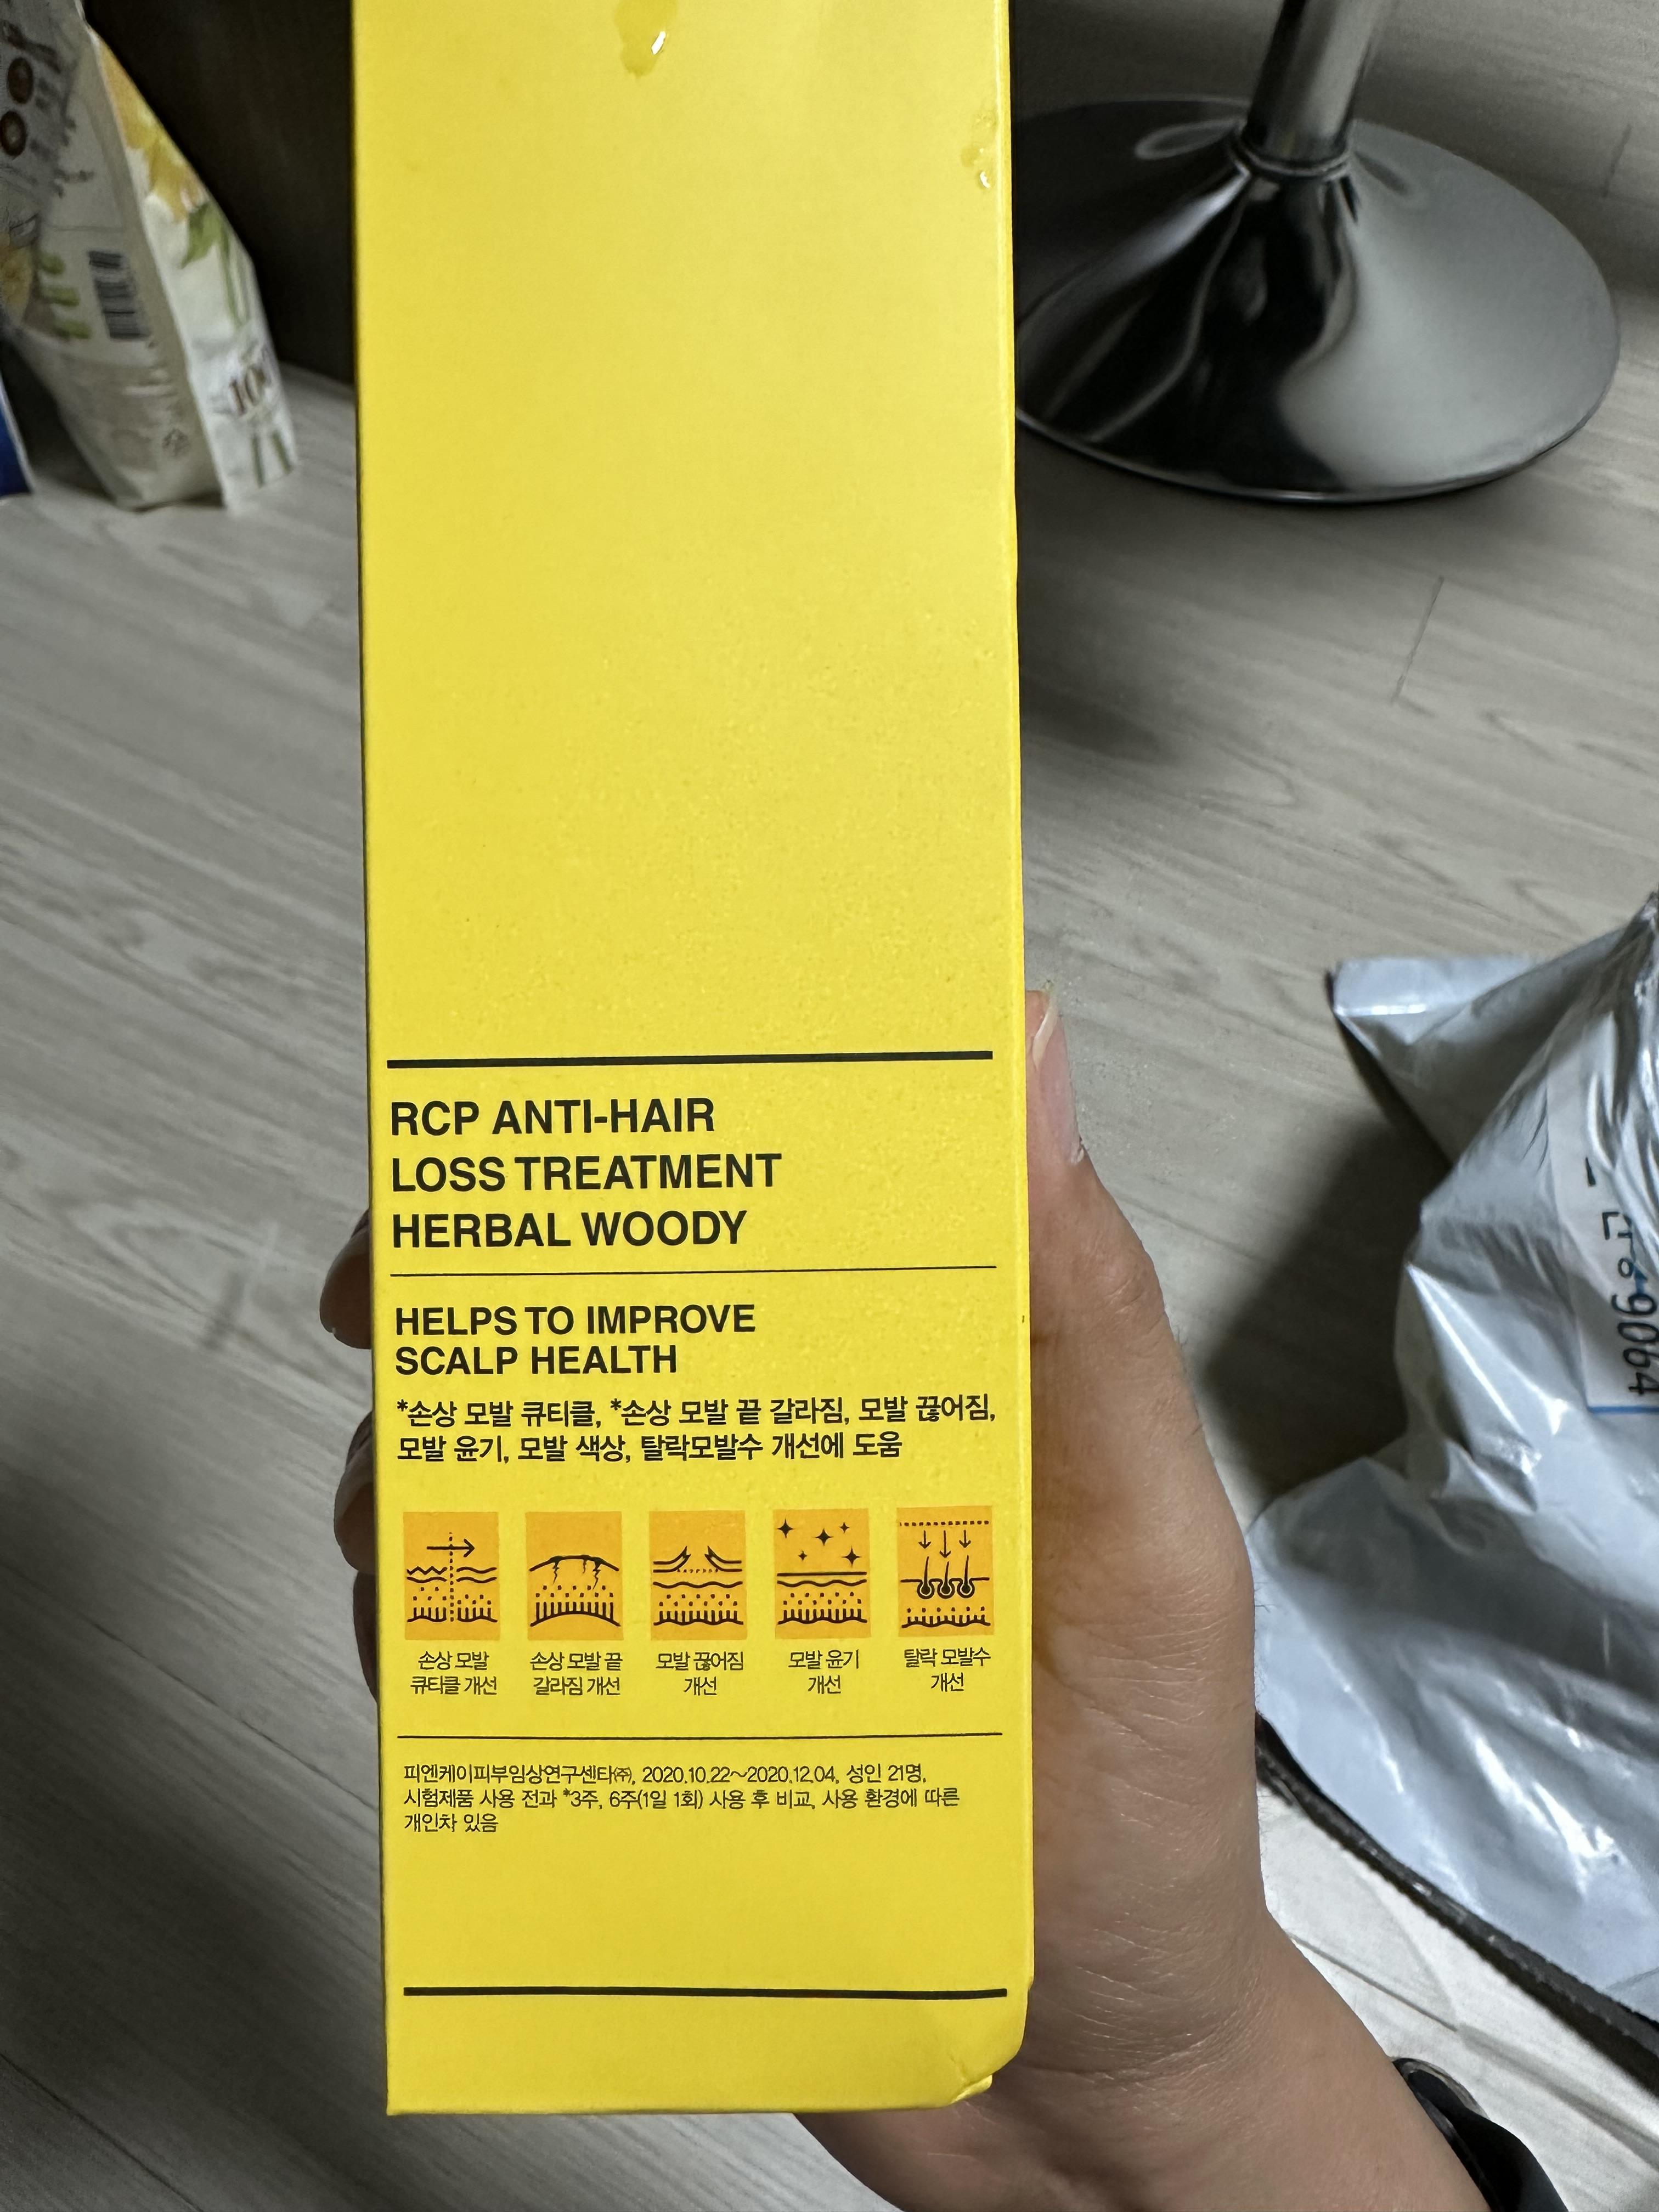 RCP ANTI-HAIR
LOSS TREATMENT
HERBAL WOODY
HELPS TO IMPROVE
SCALP HEALTH
*손상 모발 큐티클, *손상 모발 끝 갈라짐, 모발 끊어짐,
모발 윤기, 모발 색상, 탈락모발수 개선에 도움
손상 모발
큐티클 개선
손상 모발 끝
갈라짐 개선
모발 끊어짐
개선
모발 윤기
개선
탈락 모발수
개선
피엔케이피부임상연구센타㈜, 2020.10.22~2020.12.04, 성인 21명,
시험제품 사용 전과 *3주, 6주(1일 1회) 사용 후 비교, 사용 환경에 따른
개인차 있음
100
9064